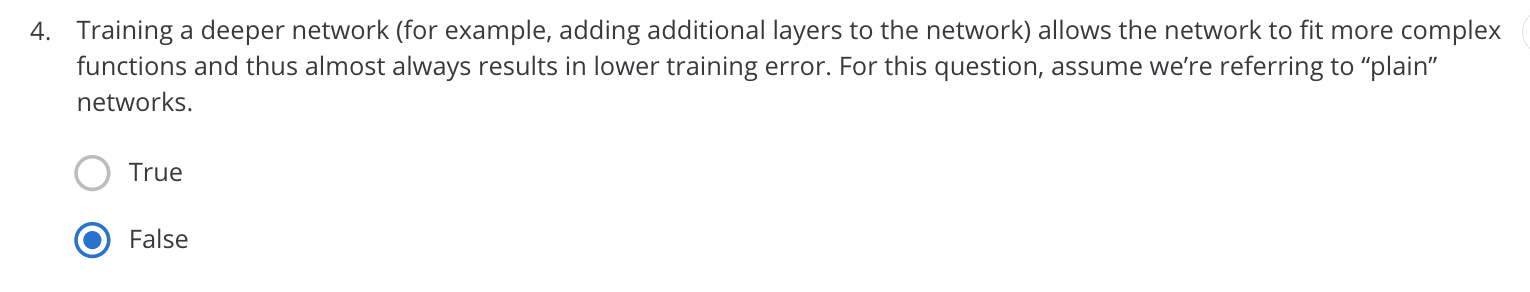 4. Training a deeper network (for example, adding additional layers to the network) allows the network to fit more complex
functions and thus almost always results in lower training error. For this question, assume we’re referring to “plain”
networks.
True
False